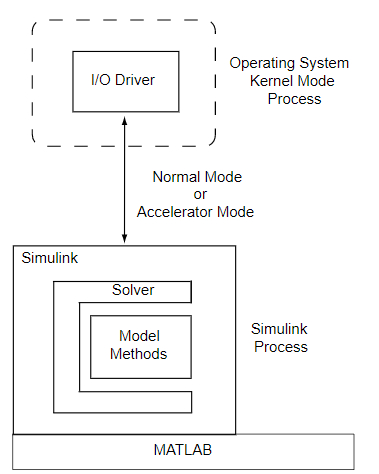 I/O Driver
Operating System
Kernel Mode
Process
Normal Mode
or
Accelerator Mode
Simulink
Solver
Model
Methods
Simulink
Process
MATLAB